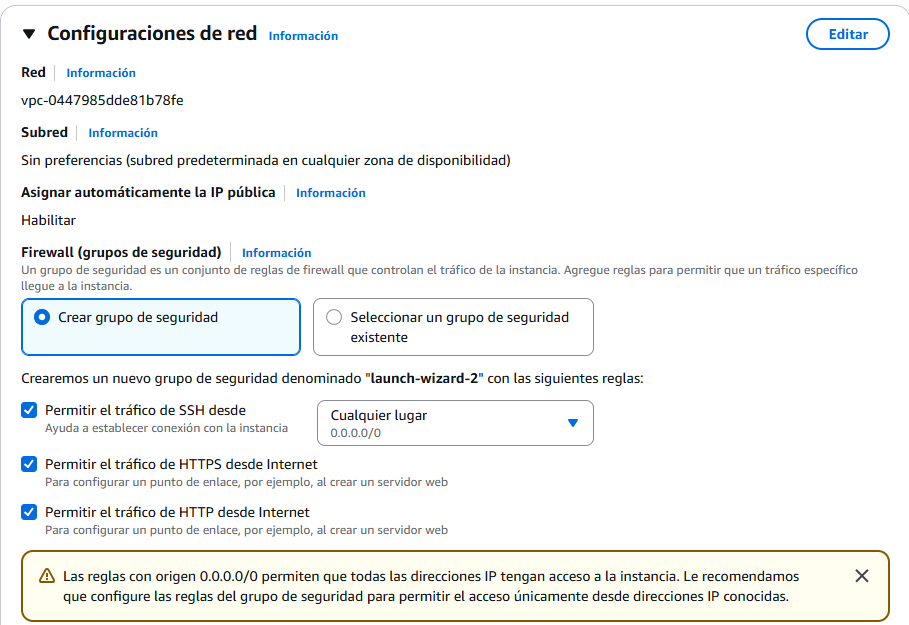 Configuraciones de red Información Editar
Red Información
vpc-0447985dde81b78fe
Subred Información
Sin preferencias (subred predeterminada en cualquier zona de disponibilidad)
Asignar automáticamente la IP pública Información
Habilitar
Firewall (grupos de seguridad) Información
Un grupo de seguridad es un conjunto de reglas de firewall que controlan el tráfico de la instancia. Agregue reglas para permitir que un tráfico específico
llegue a la instancia.
Crear grupo de seguridad
Seleccionar un grupo de seguridad
existente
Crearemos un nuevo grupo de seguridad denominado "launch-wizard-2" con las siguientes reglas:
Permitir el tráfico de SSH desde
Ayuda a establecer conexión con la instancia
Cualquier lugar
0.0.0.0/0
Permitir el tráfico de HTTPS desde Internet
Para configurar un punto de enlace, por ejemplo, al crear un servidor web
Permitir el tráfico de HTTP desde Internet
Para configurar un punto de enlace, por ejemplo, al crear un servidor web
Las reglas con origen 0.0.0.0/0 permiten que todas las direcciones IP tengan acceso a la instancia. Le recomendamos
que configure las reglas del grupo de seguridad para permitir el acceso únicamente desde direcciones IP conocidas.